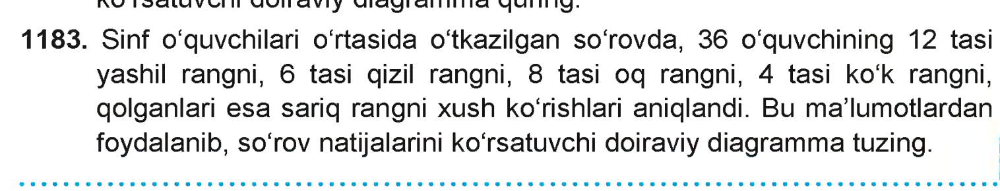 ko‘rsatuvchi doiraviy diagramma quring.
1183. Sinf o‘quvchilari o‘rtasida o‘tkazilgan so‘rovda, 36 o‘quvchining 12 tasi
yashil rangni, 6 tasi qizil rangni, 8 tasi oq rangni, 4 tasi ko‘k rangni,
qolganlari esa sariq rangni xush ko‘rishlari aniqlandi. Bu ma’lumotlardan
foydalanib, so‘rov natijalarini ko‘rsatuvchi doiraviy diagramma tuzing.